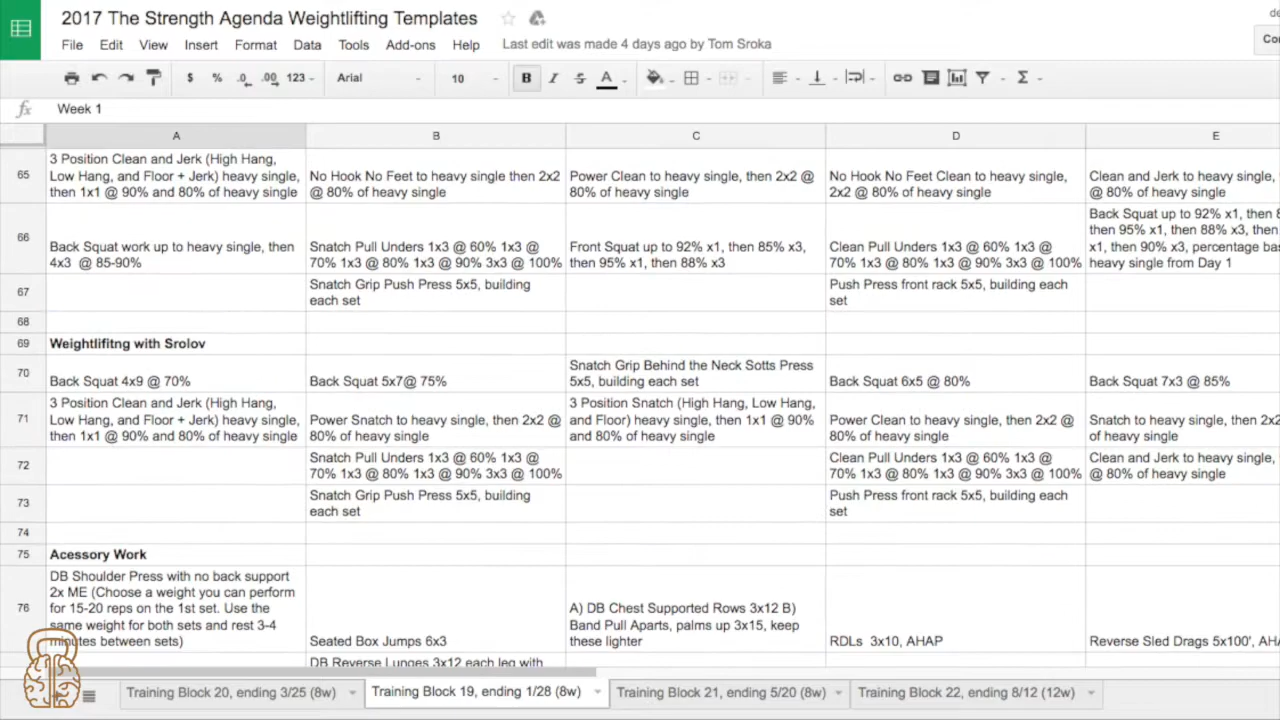 2017 The Strength Agenda Weightlifting Templates
de
File Edit View Insert Format Data Tools Add-ons Help Last edit was made 4 days ago by Tom Sroka
Co
$ % .0 .00 123 Arial 10 B I S A Σ
fx Week 1
A B C D E
65
3 Position Clean and Jerk (High Hang,
Low Hang, and Floor + Jerk) heavy single,
then 1x1 @ 90% and 80% of heavy single
No Hook No Feet to heavy single then 2x2
@ 80% of heavy single
Power Clean to heavy single, then 2x2 @
80% of heavy single
No Hook No Feet Clean to heavy single,
2x2 @ 80% of heavy single
Clean and Jerk to heavy single,
@ 80% of heavy single
66
Back Squat work up to heavy single, then
4x3 @ 85-90%
Snatch Pull Unders 1x3 @ 60% 1x3 @
70% 1x3 @ 80% 1x3 @ 90% 3x3 @ 100%
Front Squat up to 92% x1, then 85% x3,
then 95% x1, then 88% x3
Clean Pull Unders 1x3 @ 60% 1x3 @
70% 1x3 @ 80% 1x3 @ 90% 3x3 @ 100%
Back Squat up to 92% x1, then 8
then 95% x1, then 88% x3, then
x1, then 90% x3, percentage ba
heavy single from Day 1
67
Snatch Grip Push Press 5x5, building
each set
Push Press front rack 5x5, building each
set
68
69
Weightlifitng with Srolov
70
Back Squat 4x9 @ 70%
Back Squat 5x7@ 75%
Snatch Grip Behind the Neck Sotts Press
5x5, building each set
Back Squat 6x5 @ 80%
Back Squat 7x3 @ 85%
71
3 Position Clean and Jerk (High Hang,
Low Hang, and Floor + Jerk) heavy single,
then 1x1 @ 90% and 80% of heavy single
Power Snatch to heavy single, then 2x2 @
80% of heavy single
3 Position Snatch (High Hang, Low Hang,
and Floor) heavy single, then 1x1 @ 90%
and 80% of heavy single
Power Clean to heavy single, then 2x2 @
80% of heavy single
Snatch to heavy single, then 2x2
of heavy single
72
Snatch Pull Unders 1x3 @ 60% 1x3 @
70% 1x3 @ 80% 1x3 @ 90% 3x3 @ 100%
Clean Pull Unders 1x3 @ 60% 1x3 @
70% 1x3 @ 80% 1x3 @ 90% 3x3 @ 100%
Clean and Jerk to heavy single,
@ 80% of heavy single
73
Snatch Grip Push Press 5x5, building
each set
Push Press front rack 5x5, building each
set
74
75
Acessory Work
76
DB Shoulder Press with no back support
2x ME (Choose a weight you can perform
for 15-20 reps on the 1st set. Use the
same weight for both sets and rest 3-4
minutes between sets)
Seated Box Jumps 6x3
A) DB Chest Supported Rows 3x12 B)
Band Pull Aparts, palms up 3x15, keep
these lighter
RDLs 3x10, AHAP
Reverse Sled Drags 5x100', AHA
DB Reverse Lunges 3x12 each leg with
Training Block 20, ending 3/25 (8w) Training Block 19, ending 1/28 (8w) Training Block 21, ending 5/20 (8w) Training Block 22, ending 8/12 (12w)